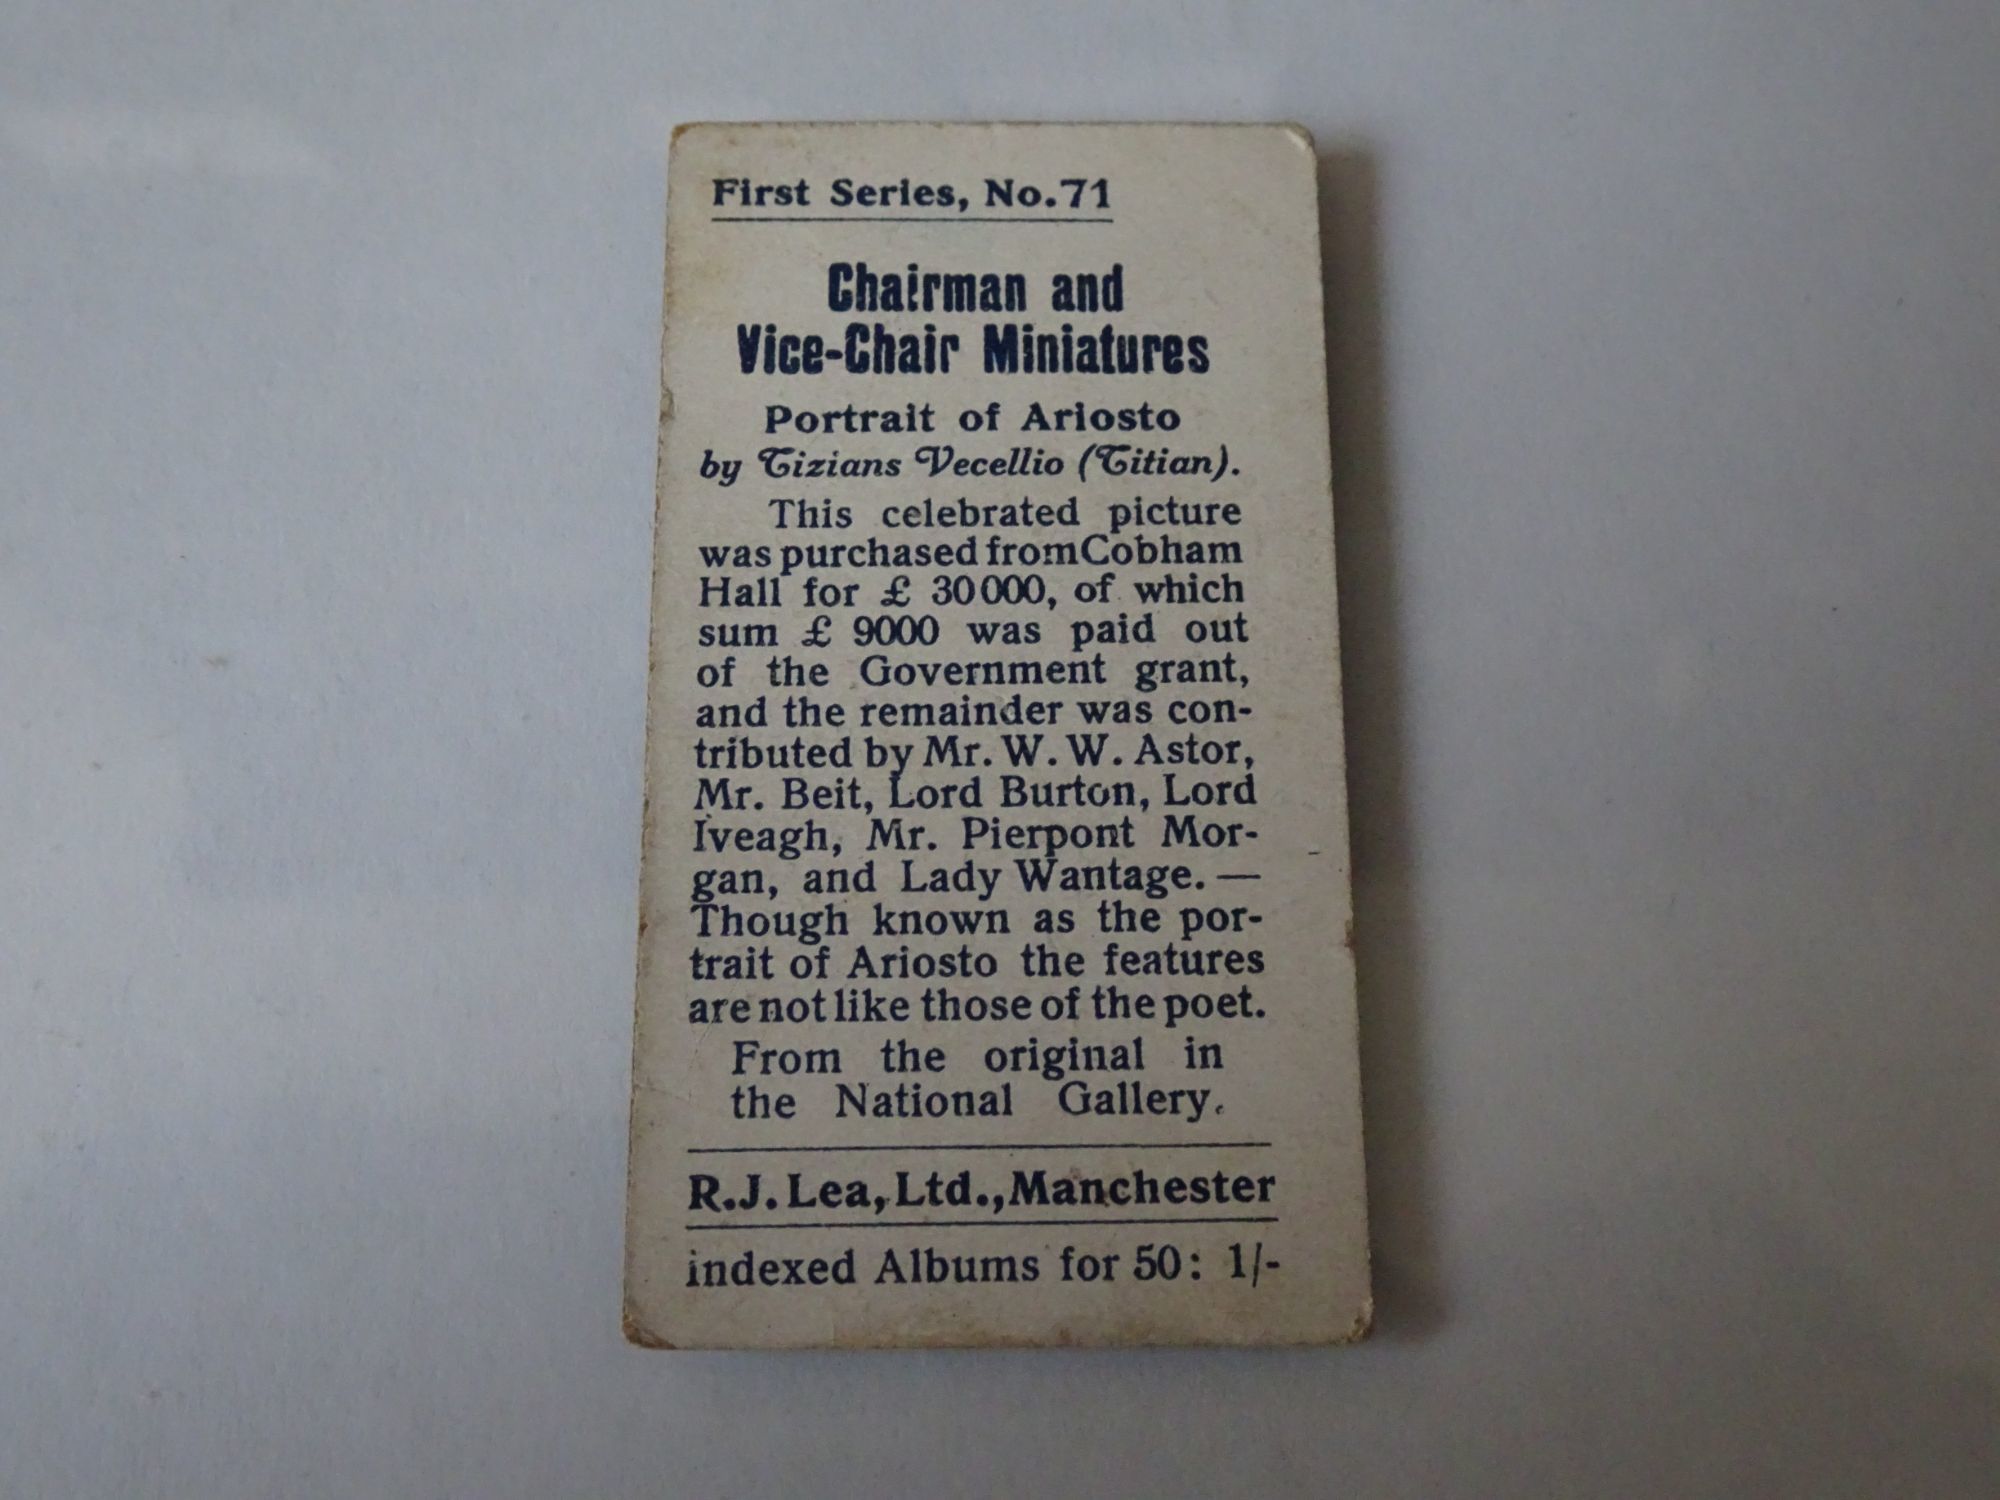 First Series, No. 71
Chairman and
Vice-Chair Miniatures
Portrait of Ariosto
by Tizians Vecellio (Titian).
This celebrated picture
was purchased from Cobham
Hall for £ 30000, of which
sum £ 9000 was paid out
of the Government grant,
and the remainder was con-
tributed by Mr. W. W. Astor,
Mr. Beit, Lord Burton, Lord
Iveagh, Mr. Pierpont Mor-
gan, and Lady Wantage. —
Though known as the por-
trait of Ariosto the features
are not like those of the poet.
From the original in
the National Gallery.
R. J. Lea, Ltd., Manchester
indexed Albums for 50: 1/-